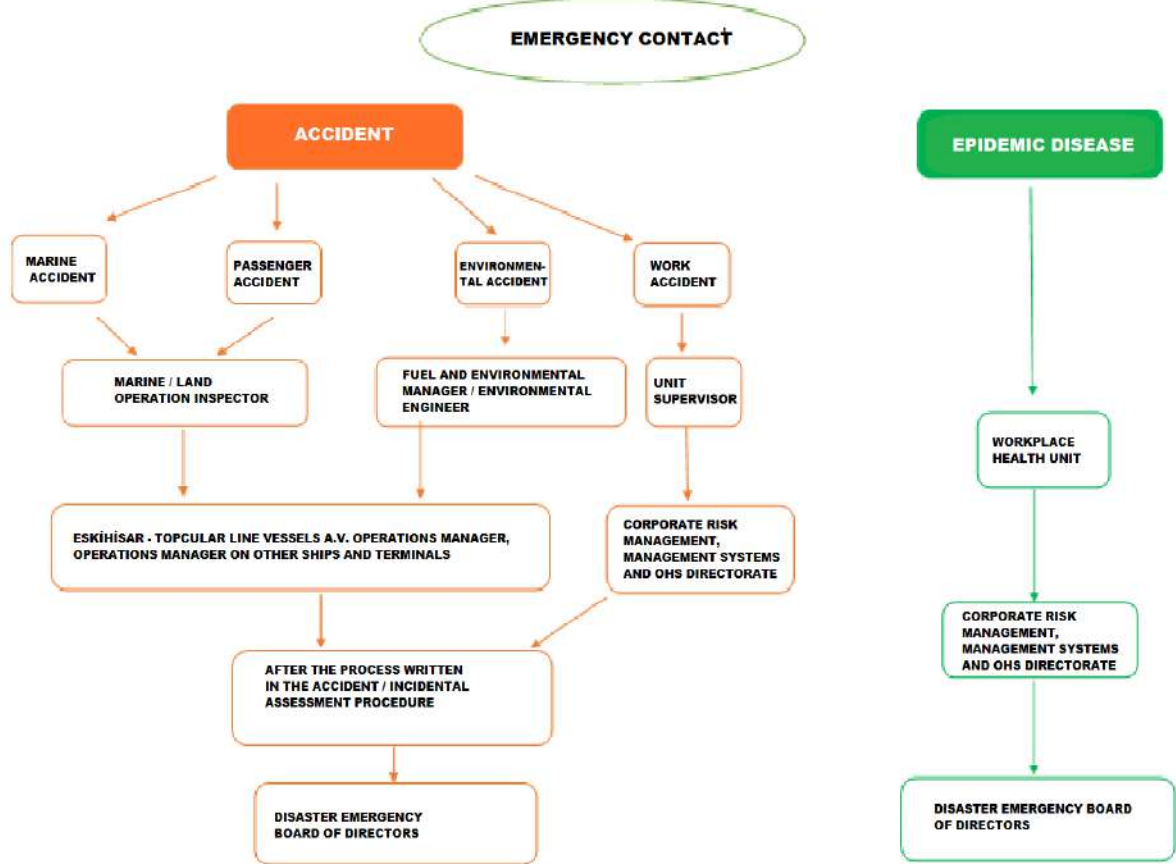 EMERGENCY CONTACT
ACCIDENT
EPIDEMIC DISEASE
MARINE
ACCIDENT
PASSENGER
ACCIDENT
ENVIRONMEN-
TAL ACCIDENT
WORK
ACCIDENT
MARINE / LAND
OPERATION INSPECTOR
FUEL AND ENVIRONMENTAL
MANAGER / ENVIRONMENTAL
ENGINEER
UNIT
SUPERVISOR
WORKPLACE
HEALTH UNIT
ESKİHİSAR - TOPCULAR LINE VESSELS A.V. OPERATIONS MANAGER,
OPERATIONS MANAGER ON OTHER SHIPS AND TERMINALS
CORPORATE RISK
MANAGEMENT,
MANAGEMENT SYSTEMS
AND OHS DIRECTORATE
CORPORATE RISK
MANAGEMENT,
MANAGEMENT SYSTEMS
AND OHS DIRECTORATE
AFTER THE PROCESS WRITTEN
IN THE ACCIDENT / INCIDENTAL
ASSESSMENT PROCEDURE
DISASTER EMERGENCY
BOARD OF DIRECTORS
DISASTER EMERGENCY BOARD
OF DIRECTORS